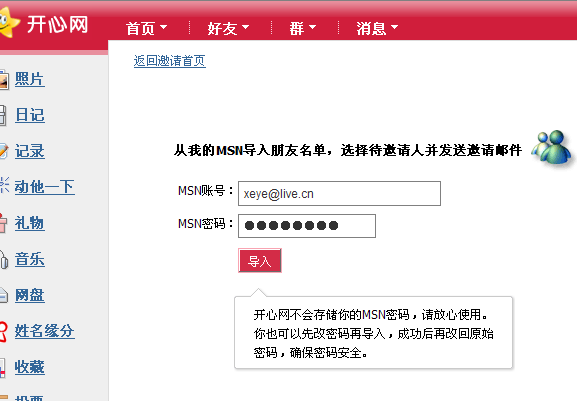 开心网
首页
好友
群
消息
返回邀请首页
照片
日记
记录
动他一下
礼物
音乐
网盘
姓名缘分
收藏
投票
从我的MSN导入朋友名单，选择待邀请人并发送邀请邮件
MSN账号：
xeye@live.cn
MSN密码：
●●●●●●●●
导入
开心网不会存储你的MSN密码，请放心使用。
你也可以先改密码再导入，成功后再改回原始
密码，确保密码安全。